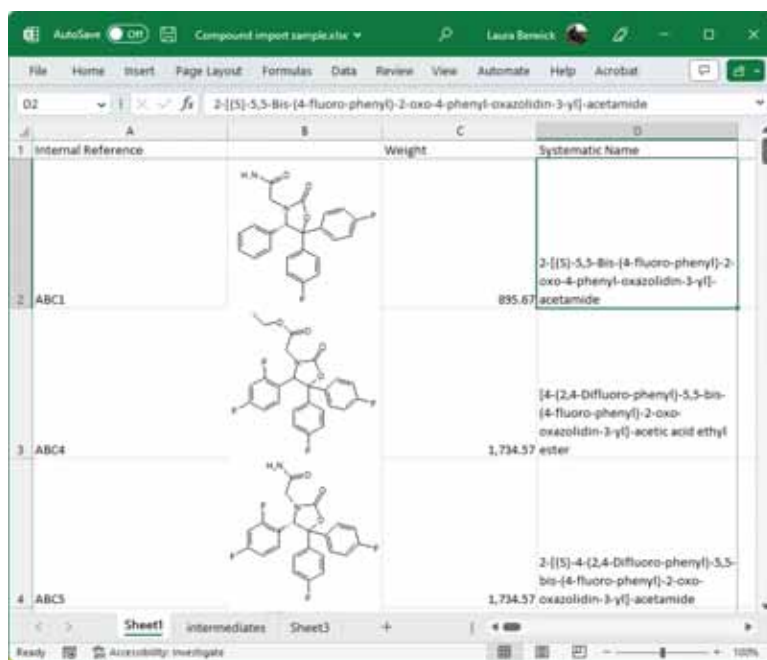 AutoSave Off Compound import sample.xlsx Laura Berwick
File Home Insert Page Layout Formulas Data Review View Automate Help Acrobat
D2 fx 2-[(S)-5,5-Bis-(4-fluoro-phenyl)-2-oxo-4-phenyl-oxazolidin-3-yl]-acetamide
A B C D
1 Internal Reference Weight Systematic Name
H₂N O O
N O
F
F
2-[(S)-5,5-Bis-(4-fluoro-phenyl)-2-
oxo-4-phenyl-oxazolidin-3-yl]-
2 ABC1 895.67 acetamide
O O O
F N O
F F
F
[4-(2,4-Difluoro-phenyl)-5,5-bis-
(4-fluoro-phenyl)-2-oxo-
oxazolidin-3-yl]-acetic acid ethyl
3 ABC4 1,734.57 ester
H₂N O O
F N O
F F
F
2-[(S)-4-(2,4-Difluoro-phenyl)-5,5-
bis-(4-fluoro-phenyl)-2-oxo-
4 ABC5 1,734.57 oxazolidin-3-yl]-acetamide
Sheet1 intermediates Sheet3 +
Ready Accessibility: Investigate 100%